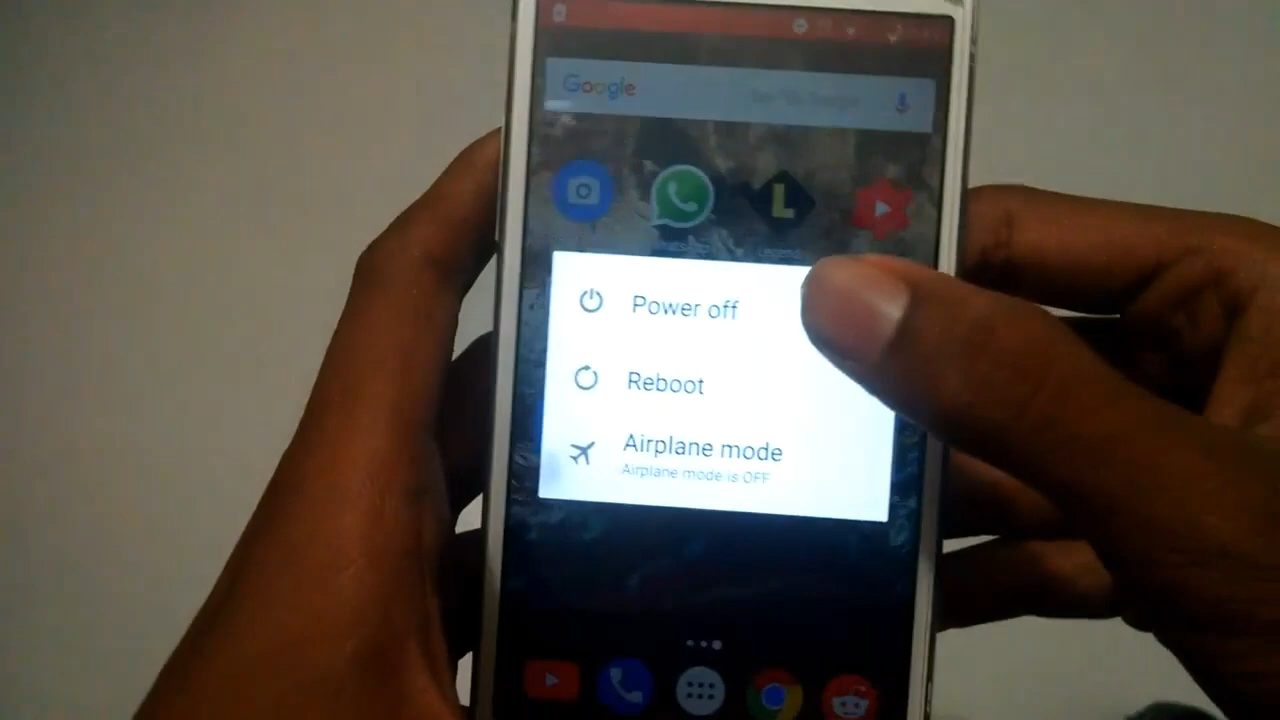 Google
L
Power off
Reboot
Airplane mode
Airplane mode is OFF